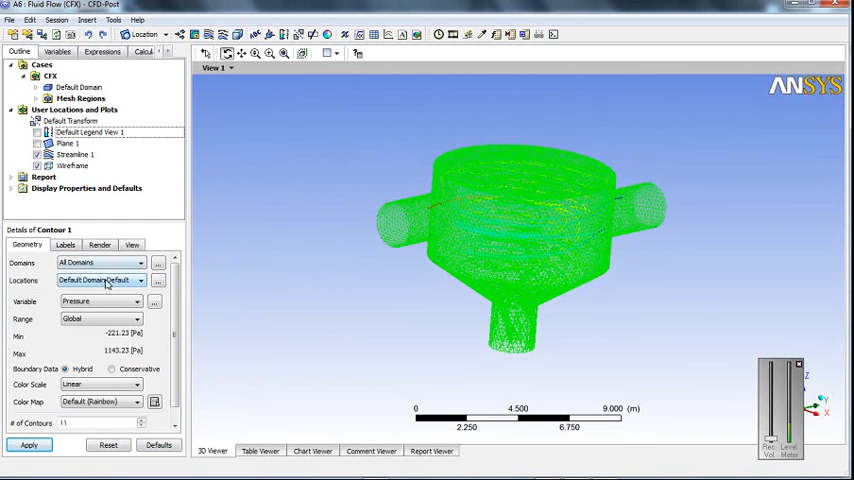 A6 : Fluid Flow (CFX) - CFD-Post
File Edit Session Insert Tools Help
Location
Outline Variables Expressions Calcul
Cases
CFX
Default Domain
Mesh Regions
User Locations and Plots
Default Transform
Default Legend View 1
Plane 1
Streamline 1
Wireframe
Report
Display Properties and Defaults
Details of Contour 1
Geometry Labels Render View
Domains All Domains ...
Locations Default Domain Default ...
Variable Pressure ...
Range Global
Min -221.23 [Pa]
Max 1143.23 [Pa]
Boundary Data Hybrid Conservative
Color Scale Linear
Color Map Default (Rainbow)
# of Contours 11
Apply Reset Defaults
View 1
ANSYS
0 4.500 9.000 (m)
2.250 6.750
Z
Y
X
Rec Vol
Level Meter
3D Viewer Table Viewer Chart Viewer Comment Viewer Report Viewer